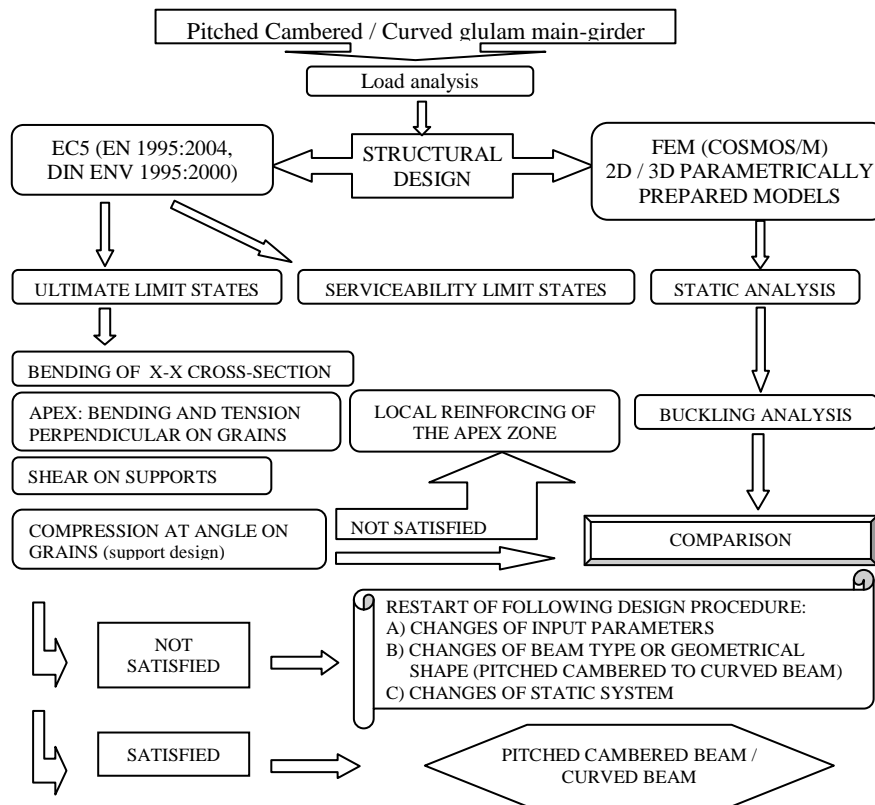 Pitched Cambered / Curved glulam main-girder
Load analysis
EC5 (EN 1995:2004,
DIN ENV 1995:2000)
STRUCTURAL
DESIGN
FEM (COSMOS/M)
2D / 3D PARAMETRICALLY
PREPARED MODELS
ULTIMATE LIMIT STATES
SERVICEABILITY LIMIT STATES
STATIC ANALYSIS
BENDING OF X-X CROSS-SECTION
APEX: BENDING AND TENSION
PERPENDICULAR ON GRAINS
LOCAL REINFORCING OF
THE APEX ZONE
BUCKLING ANALYSIS
SHEAR ON SUPPORTS
COMPRESSION AT ANGLE ON
GRAINS (support design)
NOT SATISFIED
COMPARISON
NOT
SATISFIED
RESTART OF FOLLOWING DESIGN PROCEDURE:
A) CHANGES OF INPUT PARAMETERS
B) CHANGES OF BEAM TYPE OR GEOMETRICAL
SHAPE (PITCHED CAMBERED TO CURVED BEAM)
C) CHANGES OF STATIC SYSTEM
SATISFIED
PITCHED CAMBERED BEAM /
CURVED BEAM